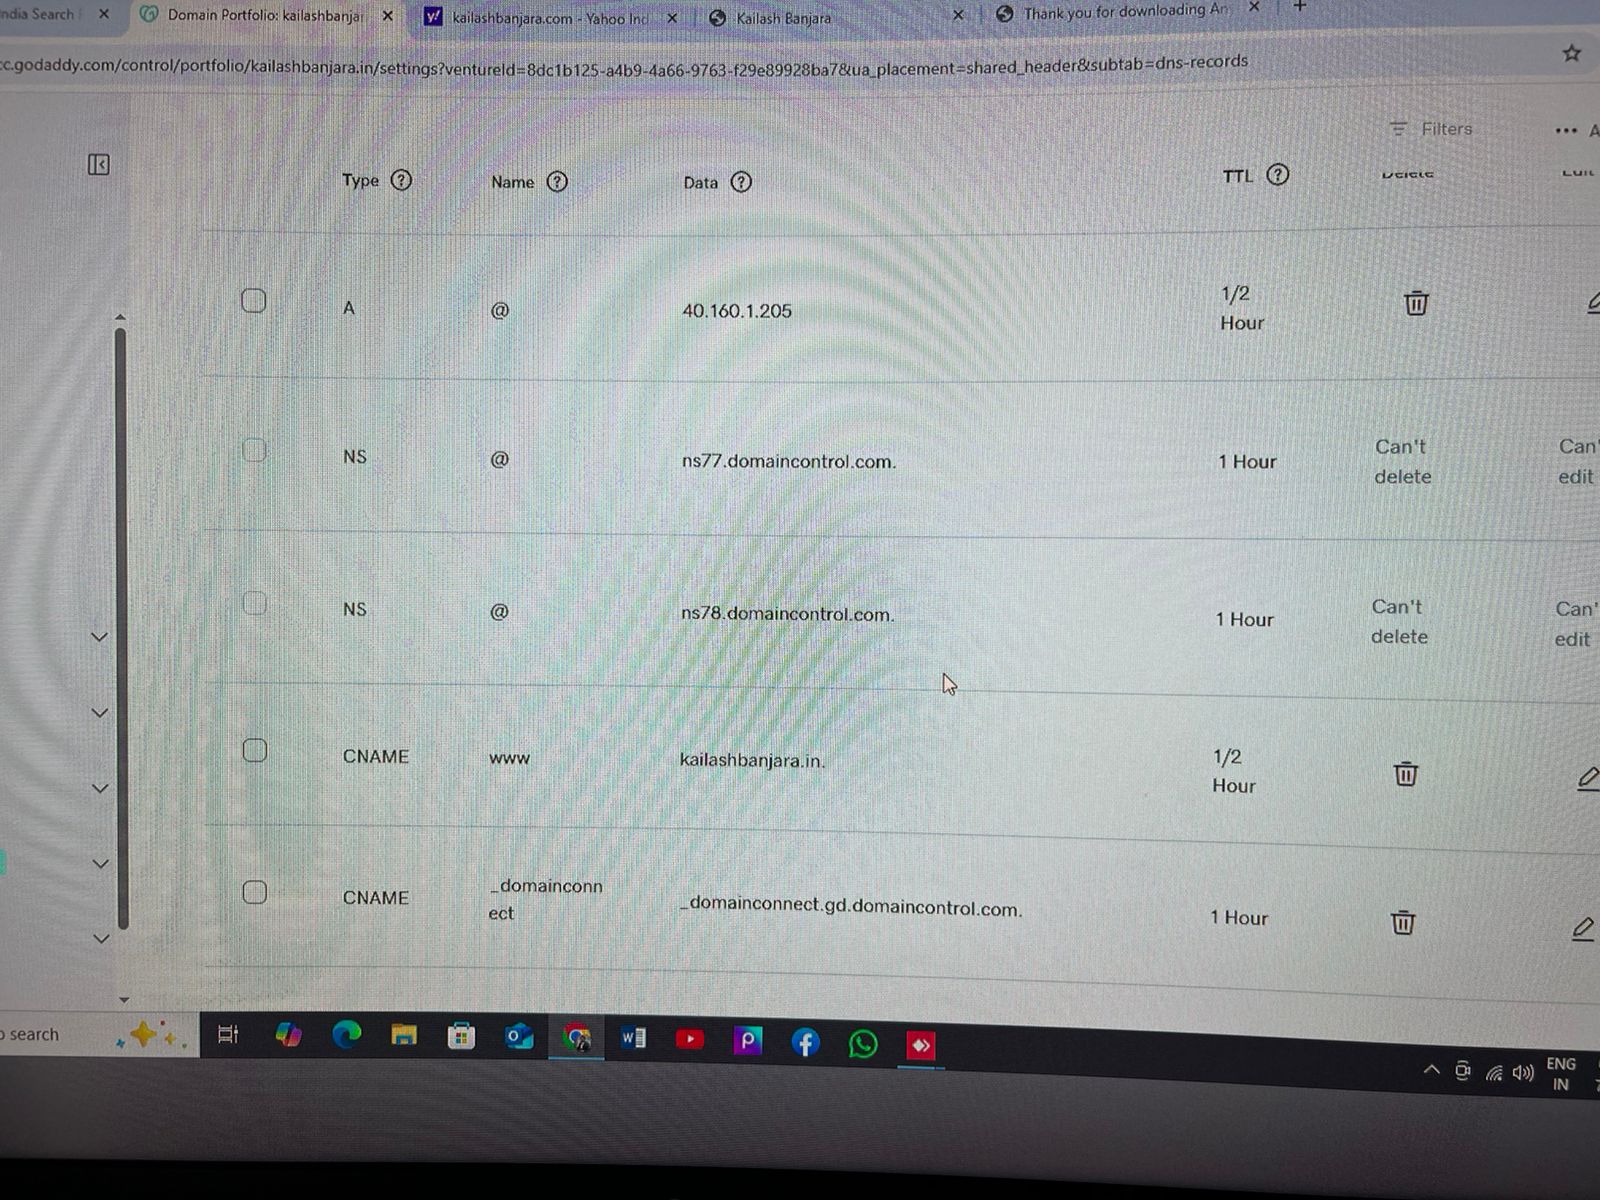 ndia Search
Domain Portfolio: kailashbanjar
kailashbanjara.com - Yahoo Ind
Kailash Banjara
Thank you for downloading An
cc.godaddy.com/control/portfolio/kailashbanjara.in/settings?ventureId=8dc1b125-a4b9-4a66-9763-f29e89928ba7&ua_placement=shared_header&subtab=dns-records
Filters
A
Type Name Data TTL Delete Edit
A @ 40.160.1.205 1/2
Hour
NS @ ns77.domaincontrol.com. 1 Hour Can't
delete
Can'
edit
NS @ ns78.domaincontrol.com. 1 Hour Can't
delete
Can'
edit
CNAME www kailashbanjara.in. 1/2
Hour
CNAME _domainconn
ect
_domainconnect.gd.domaincontrol.com. 1 Hour
search
ENG
IN